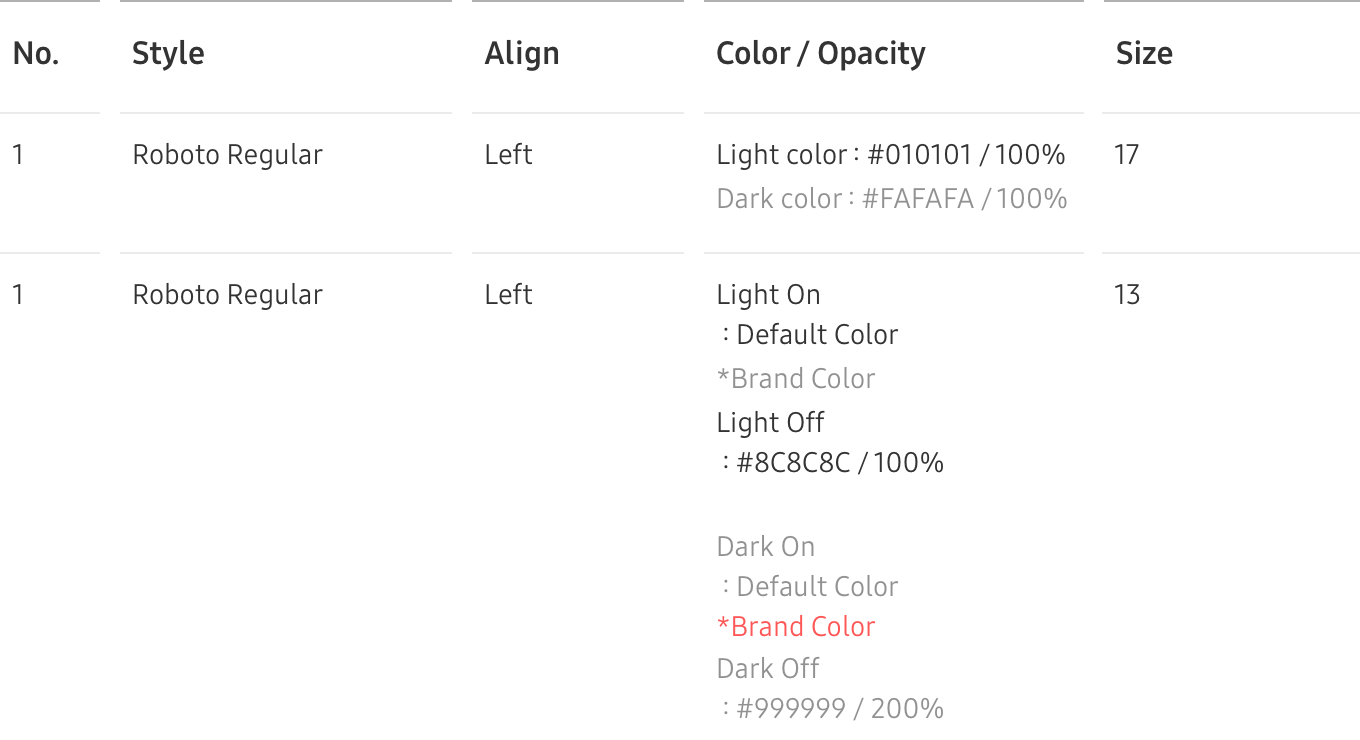 No. Style Align Color / Opacity Size
1 Roboto Regular Left Light color : #010101 / 100% 17
Dark color : #FAFAFA / 100%
1 Roboto Regular Left Light On 13
: Default Color
*Brand Color
Light Off
: #8C8C8C / 100%
Dark On
: Default Color
*Brand Color
Dark Off
: #999999 / 200%